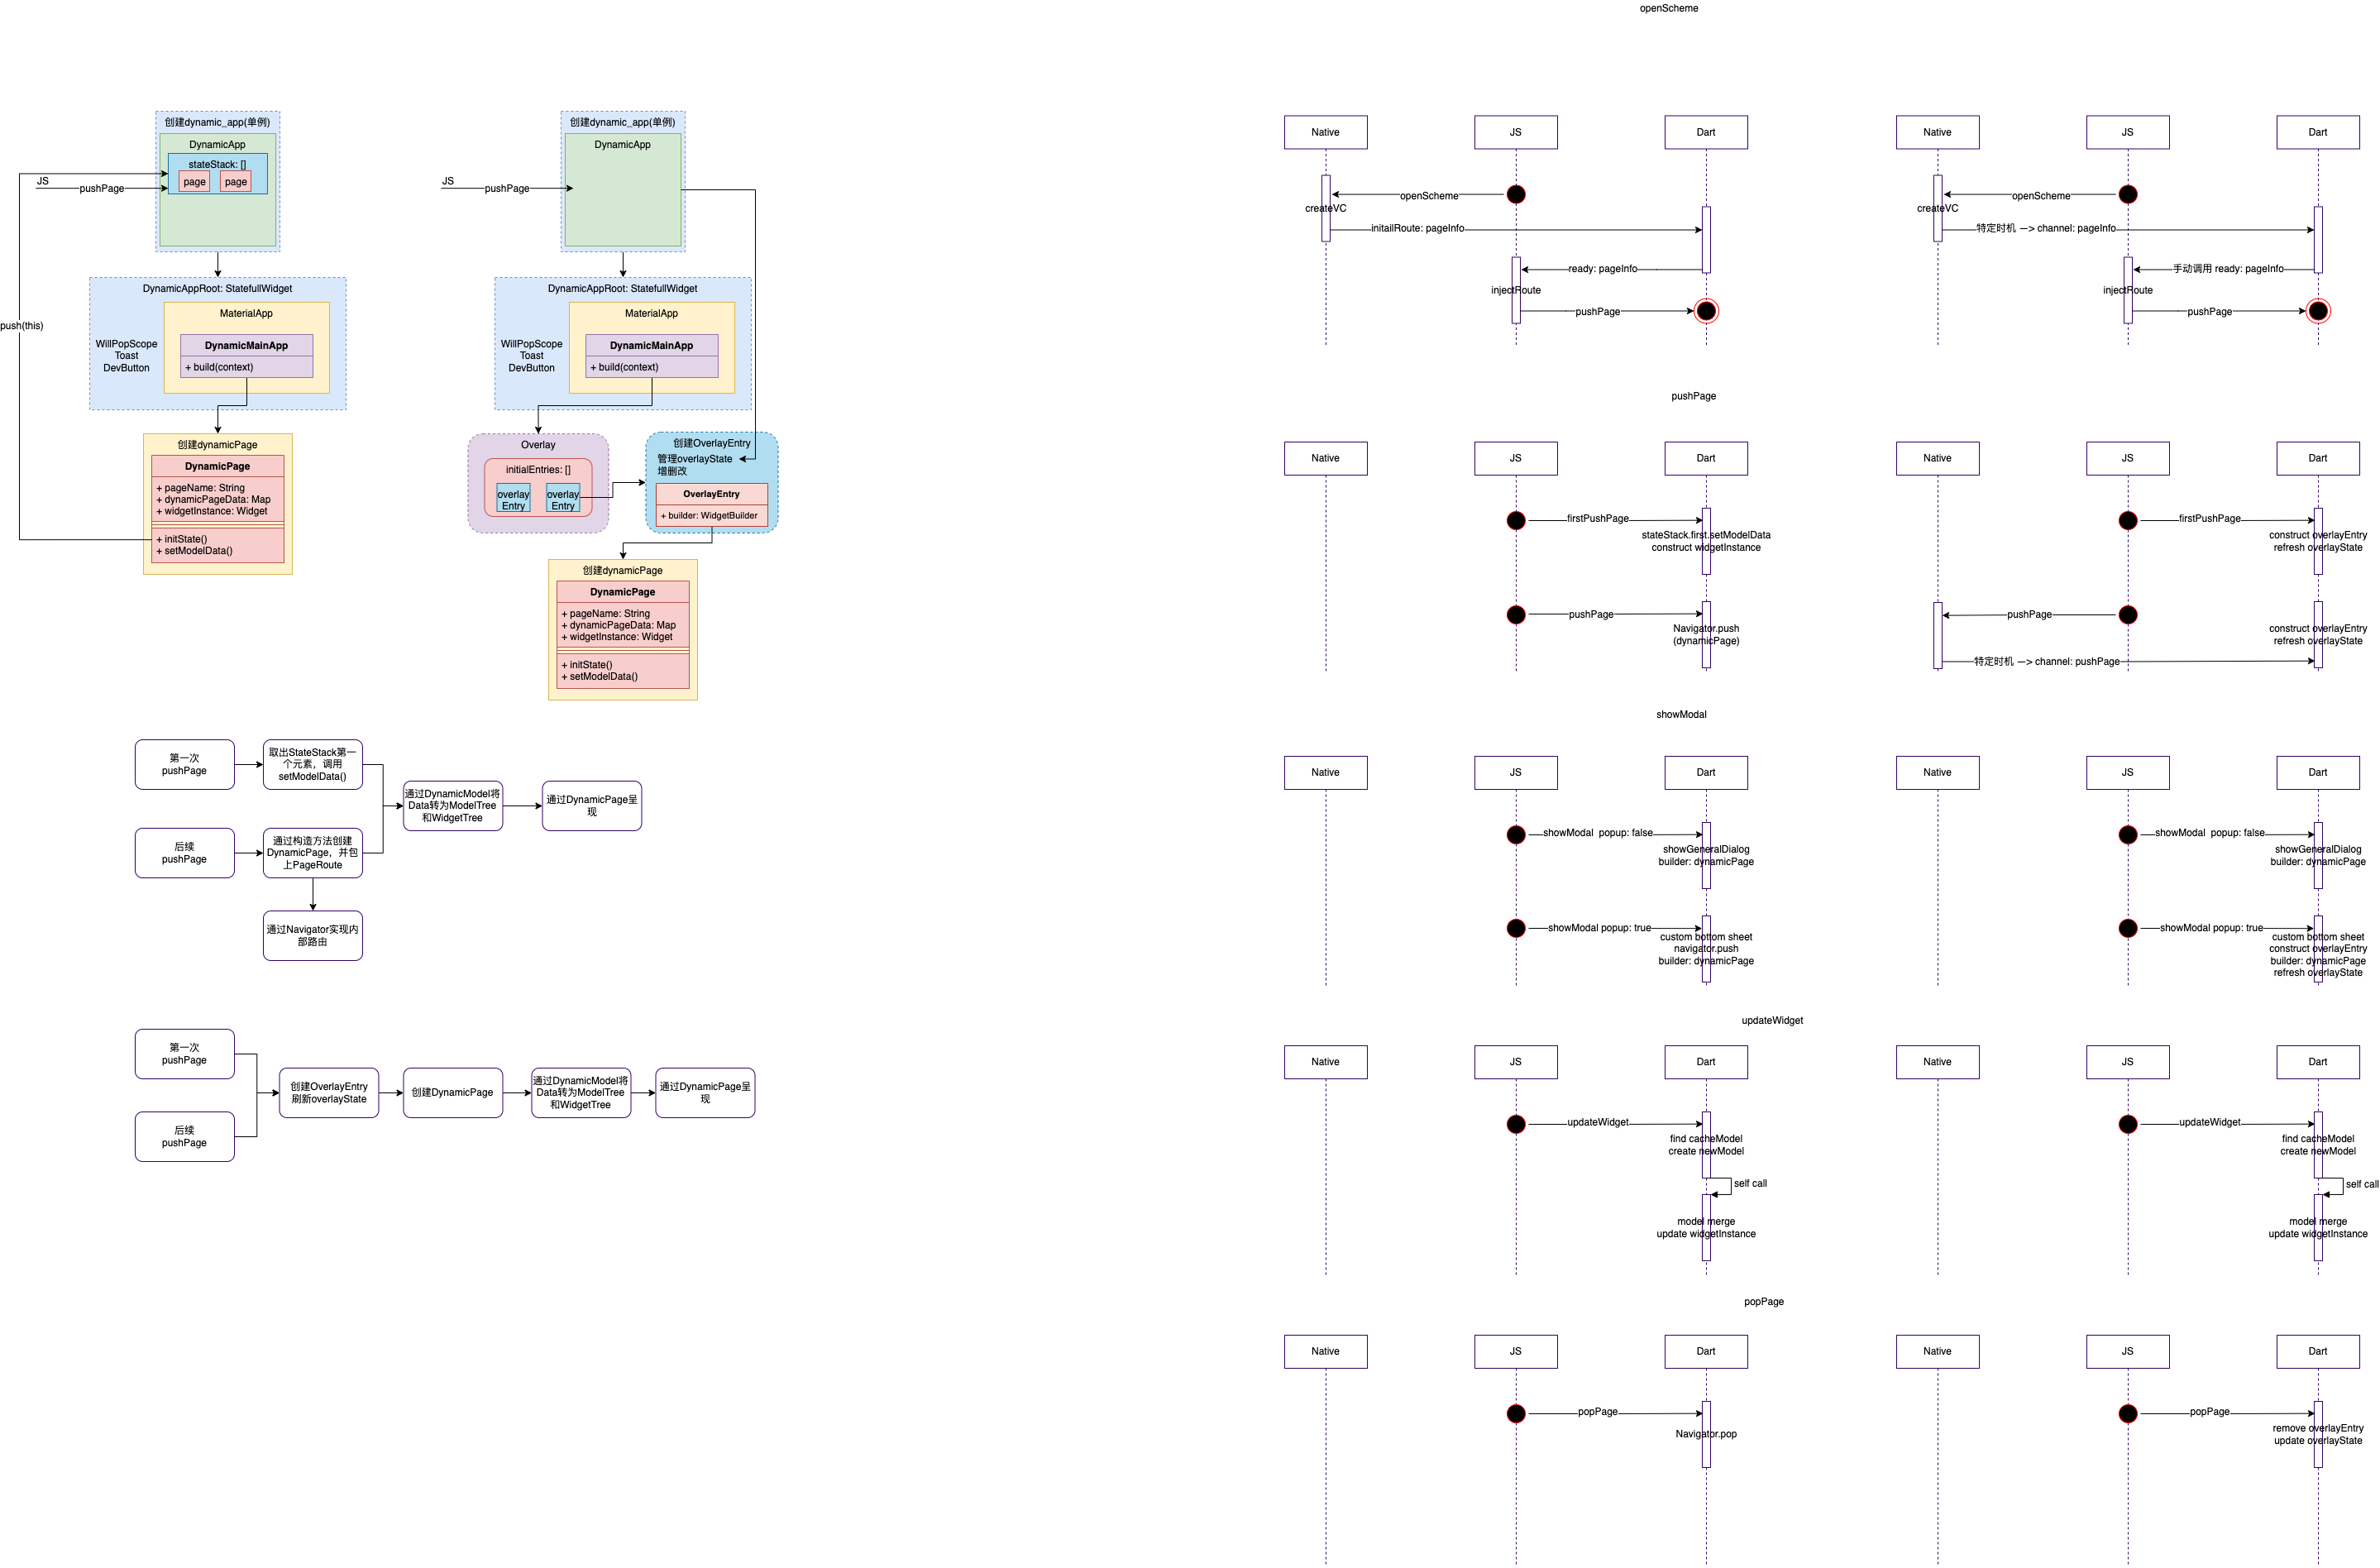 openScheme
创建dynamic_app(单例)
DynamicApp
stateStack: []
page
page
JS
pushPage
push(this)
DynamicAppRoot: StatefullWidget
MaterialApp
WillPopScope
Toast
DevButton
DynamicMainApp
+ build(context)
创建dynamicPage
DynamicPage
+ pageName: String
+ dynamicPageData: Map
+ widgetInstance: Widget
+ initState()
+ setModelData()
创建dynamic_app(单例)
DynamicApp
JS
pushPage
DynamicAppRoot: StatefullWidget
MaterialApp
WillPopScope
Toast
DevButton
DynamicMainApp
+ build(context)
Overlay
initialEntries: []
overlay
Entry
overlay
Entry
创建OverlayEntry
管理overlayState
增删改
OverlayEntry
+ builder: WidgetBuilder
创建dynamicPage
DynamicPage
+ pageName: String
+ dynamicPageData: Map
+ widgetInstance: Widget
+ initState()
+ setModelData()
第一次
pushPage
取出StateStack第一
个元素，调用
setModelData()
后续
pushPage
通过构造方法创建
DynamicPage，并包
上PageRoute
通过DynamicModel将
Data转为ModelTree
和WidgetTree
通过DynamicPage呈
现
通过Navigator实现内
部路由
第一次
pushPage
后续
pushPage
创建OverlayEntry
刷新overlayState
创建DynamicPage
通过DynamicModel将
Data转为ModelTree
和WidgetTree
通过DynamicPage呈
现
Native
JS
Dart
openScheme
createVC
initailRoute: pageInfo
ready: pageInfo
injectRoute
pushPage
Native
JS
Dart
openScheme
createVC
特定时机 —> channel: pageInfo
手动调用 ready: pageInfo
injectRoute
pushPage
pushPage
Native
JS
Dart
firstPushPage
stateStack.first.setModelData
construct widgetInstance
pushPage
Navigator.push
(dynamicPage)
Native
JS
Dart
firstPushPage
construct overlayEntry
refresh overlayState
pushPage
construct overlayEntry
refresh overlayState
特定时机 —> channel: pushPage
showModal
Native
JS
Dart
showModal  popup: false
showGeneralDialog
builder: dynamicPage
showModal popup: true
custom bottom sheet
navigator.push
builder: dynamicPage
Native
JS
Dart
showModal  popup: false
showGeneralDialog
builder: dynamicPage
showModal popup: true
custom bottom sheet
construct overlayEntry
builder: dynamicPage
refresh overlayState
updateWidget
Native
JS
Dart
updateWidget
find cacheModel
create newModel
self call
model merge
update widgetInstance
Native
JS
Dart
updateWidget
find cacheModel
create newModel
self call
model merge
update widgetInstance
popPage
Native
JS
Dart
popPage
Navigator.pop
Native
JS
Dart
popPage
remove overlayEntry
update overlayState